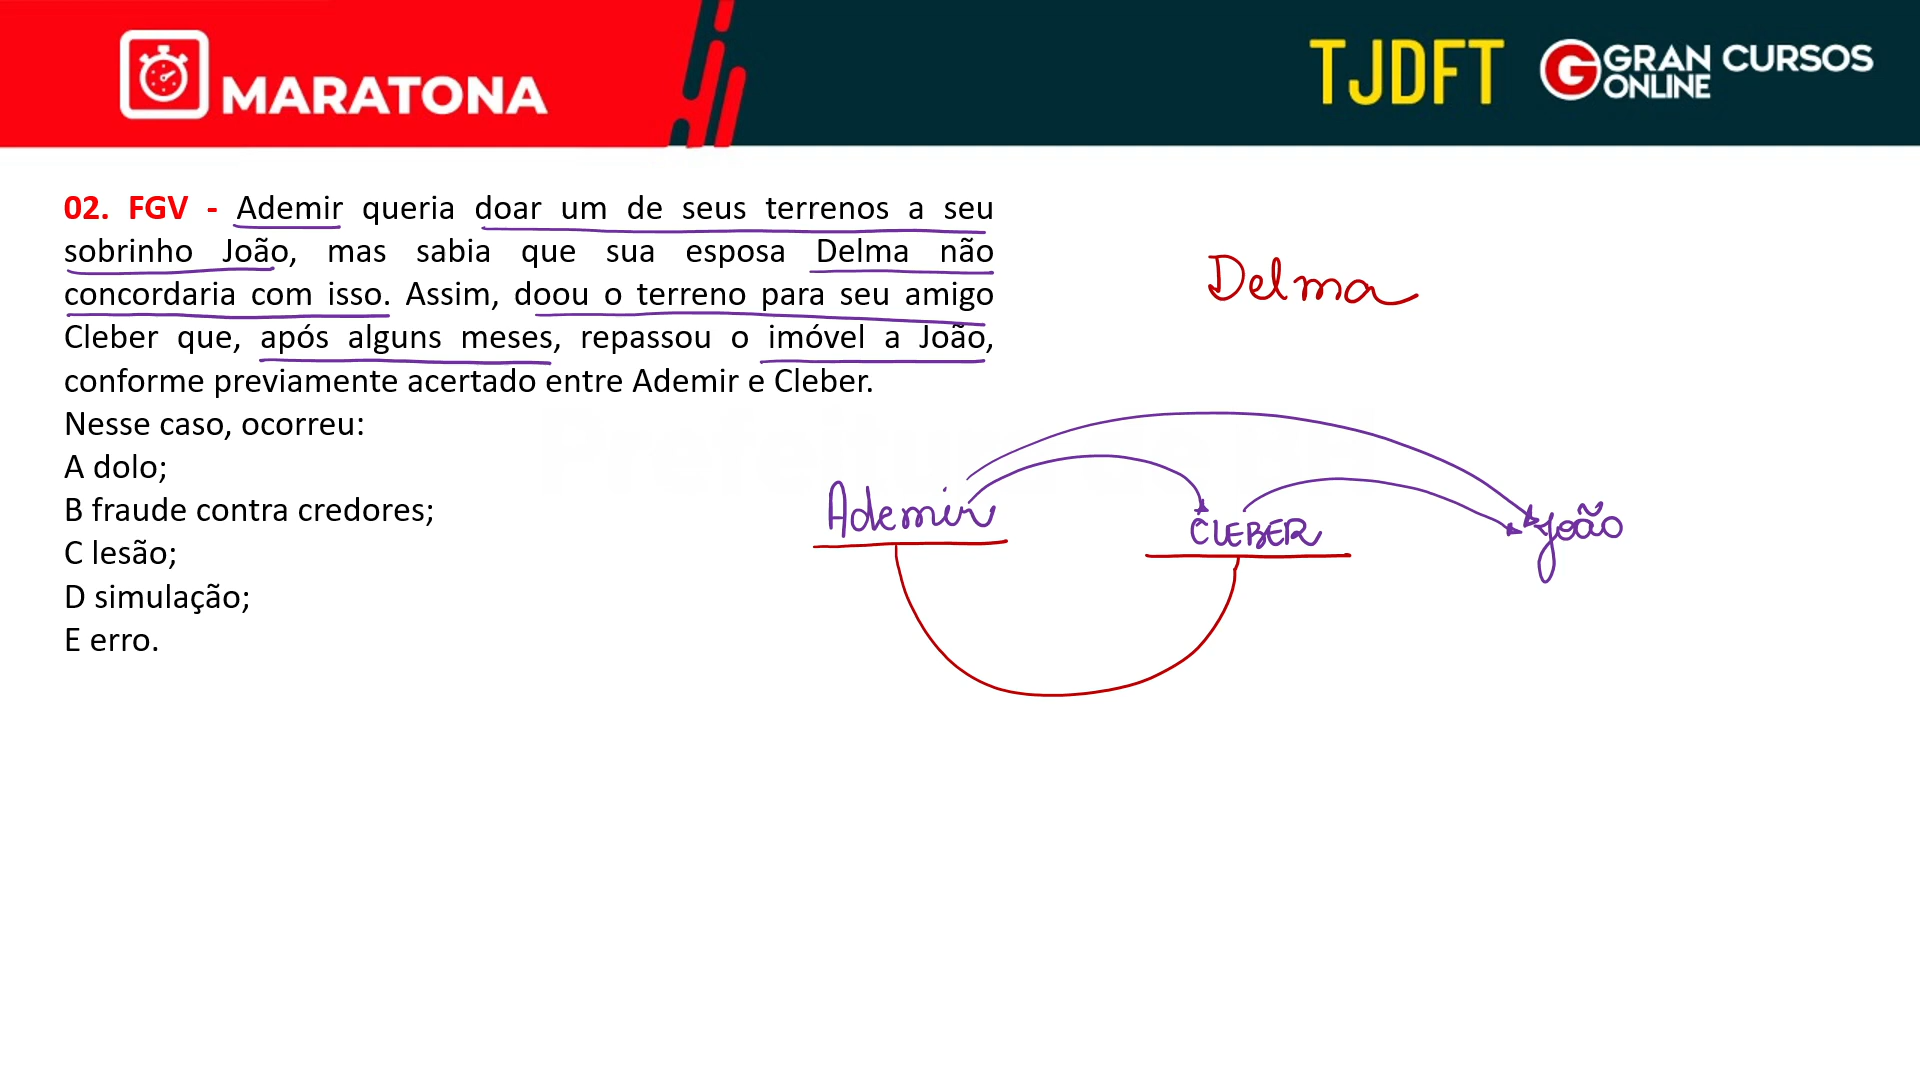 MARATONA
TJDFT
GRAN CURSOS
ONLINE
02. FGV - Ademir queria doar um de seus terrenos a seu
sobrinho João, mas sabia que sua esposa Delma não
concordaria com isso. Assim, doou o terreno para seu amigo
Cleber que, após alguns meses, repassou o imóvel a João,
conforme previamente acertado entre Ademir e Cleber.
Nesse caso, ocorreu:
A dolo;
B fraude contra credores;
C lesão;
D simulação;
E erro.
Delma
Ademir
CLEBER
João